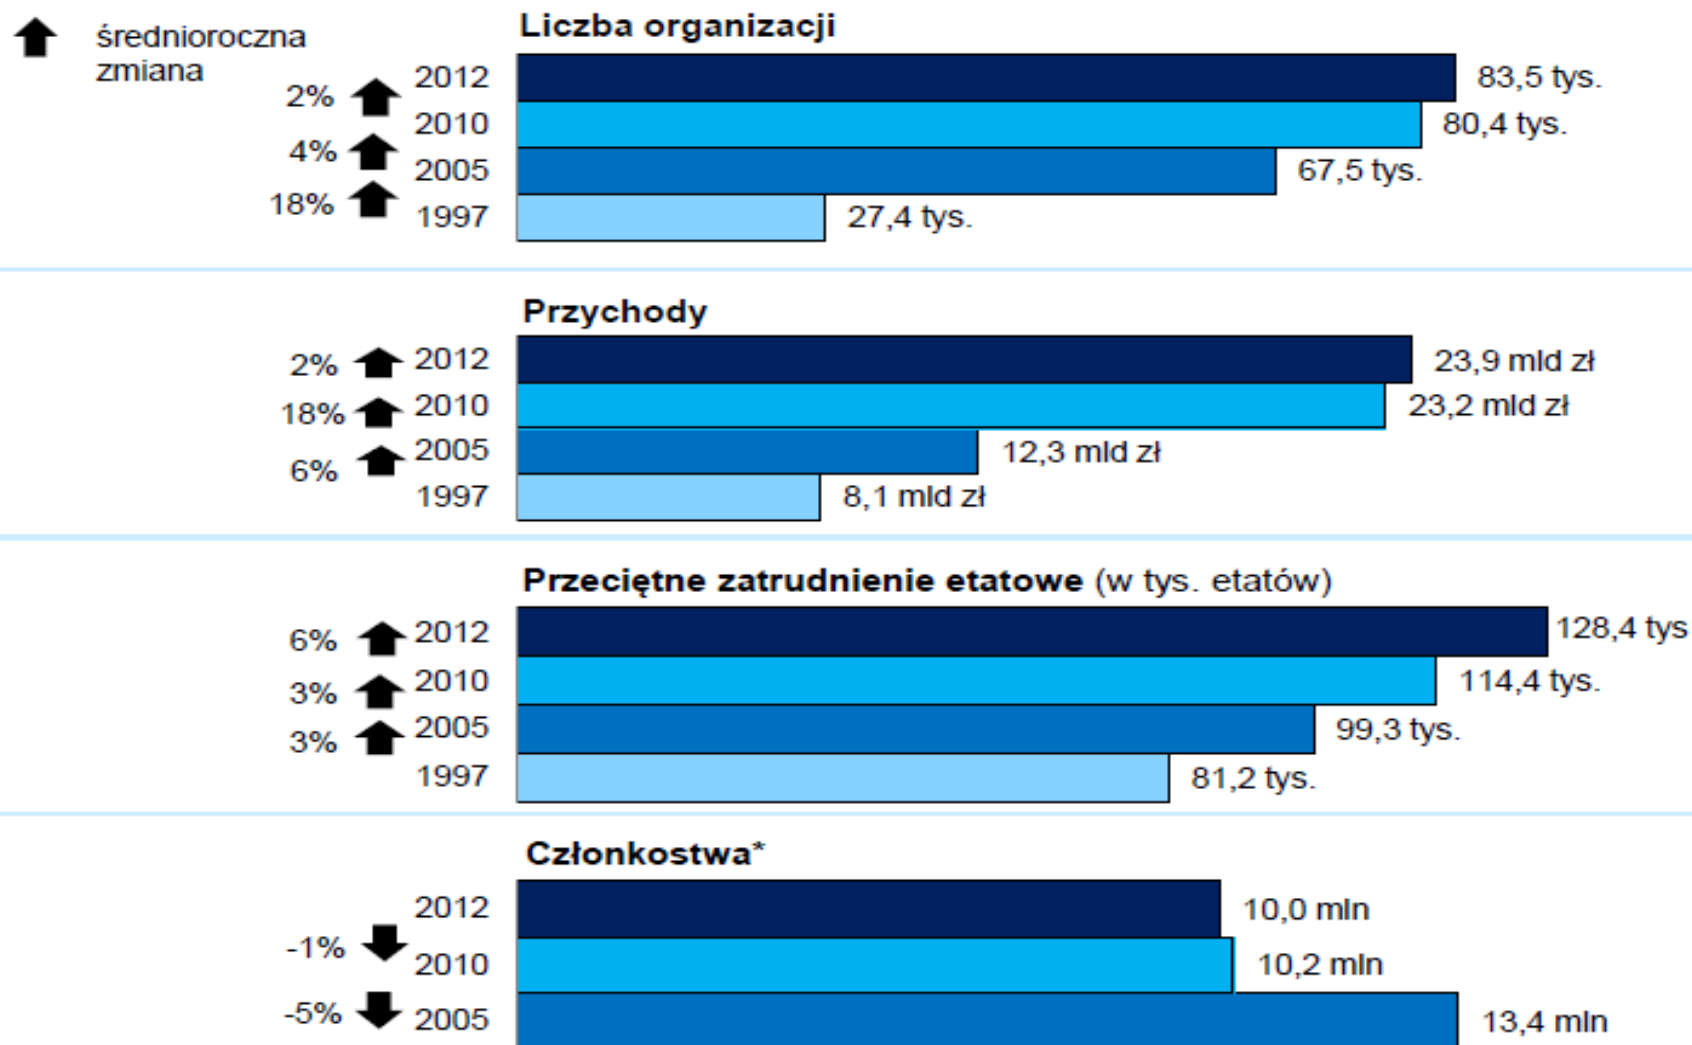 średnioroczna
zmiana
Liczba organizacji
2012 83,5 tys.
2%
2010 80,4 tys.
4%
2005 67,5 tys.
18%
1997 27,4 tys.
Przychody
2% 2012 23,9 mld zł
18% 2010 23,2 mld zł
2005 12,3 mld zł
6%
1997 8,1 mld zł
Przeciętne zatrudnienie etatowe (w tys. etatów)
6% 2012 128,4 tys
3% 2010 114,4 tys.
3% 2005 99,3 tys.
1997 81,2 tys.
Członkostwa*
2012 10,0 mln
-1%
2010 10,2 mln
-5% 2005 13,4 mln